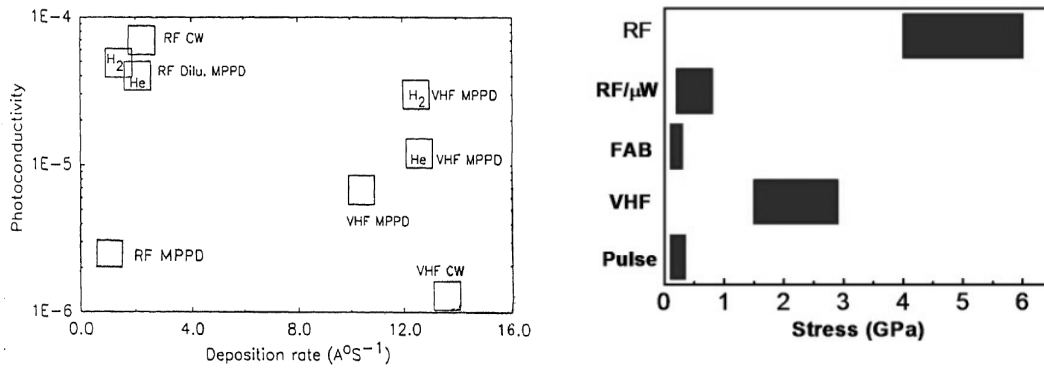 1E-4
RF CW
H₂
He
RF Dilu. MPPD
H₂ VHF MPPD
1E-5
He VHF MPPD
VHF MPPD
RF MPPD
VHF CW
1E-6
0.0 4.0 8.0 12.0 16.0
Deposition rate (A⁰S⁻¹)
Photoconductivity
RF
RF/μW
FAB
VHF
Pulse
0 1 2 3 4 5 6
Stress (GPa)